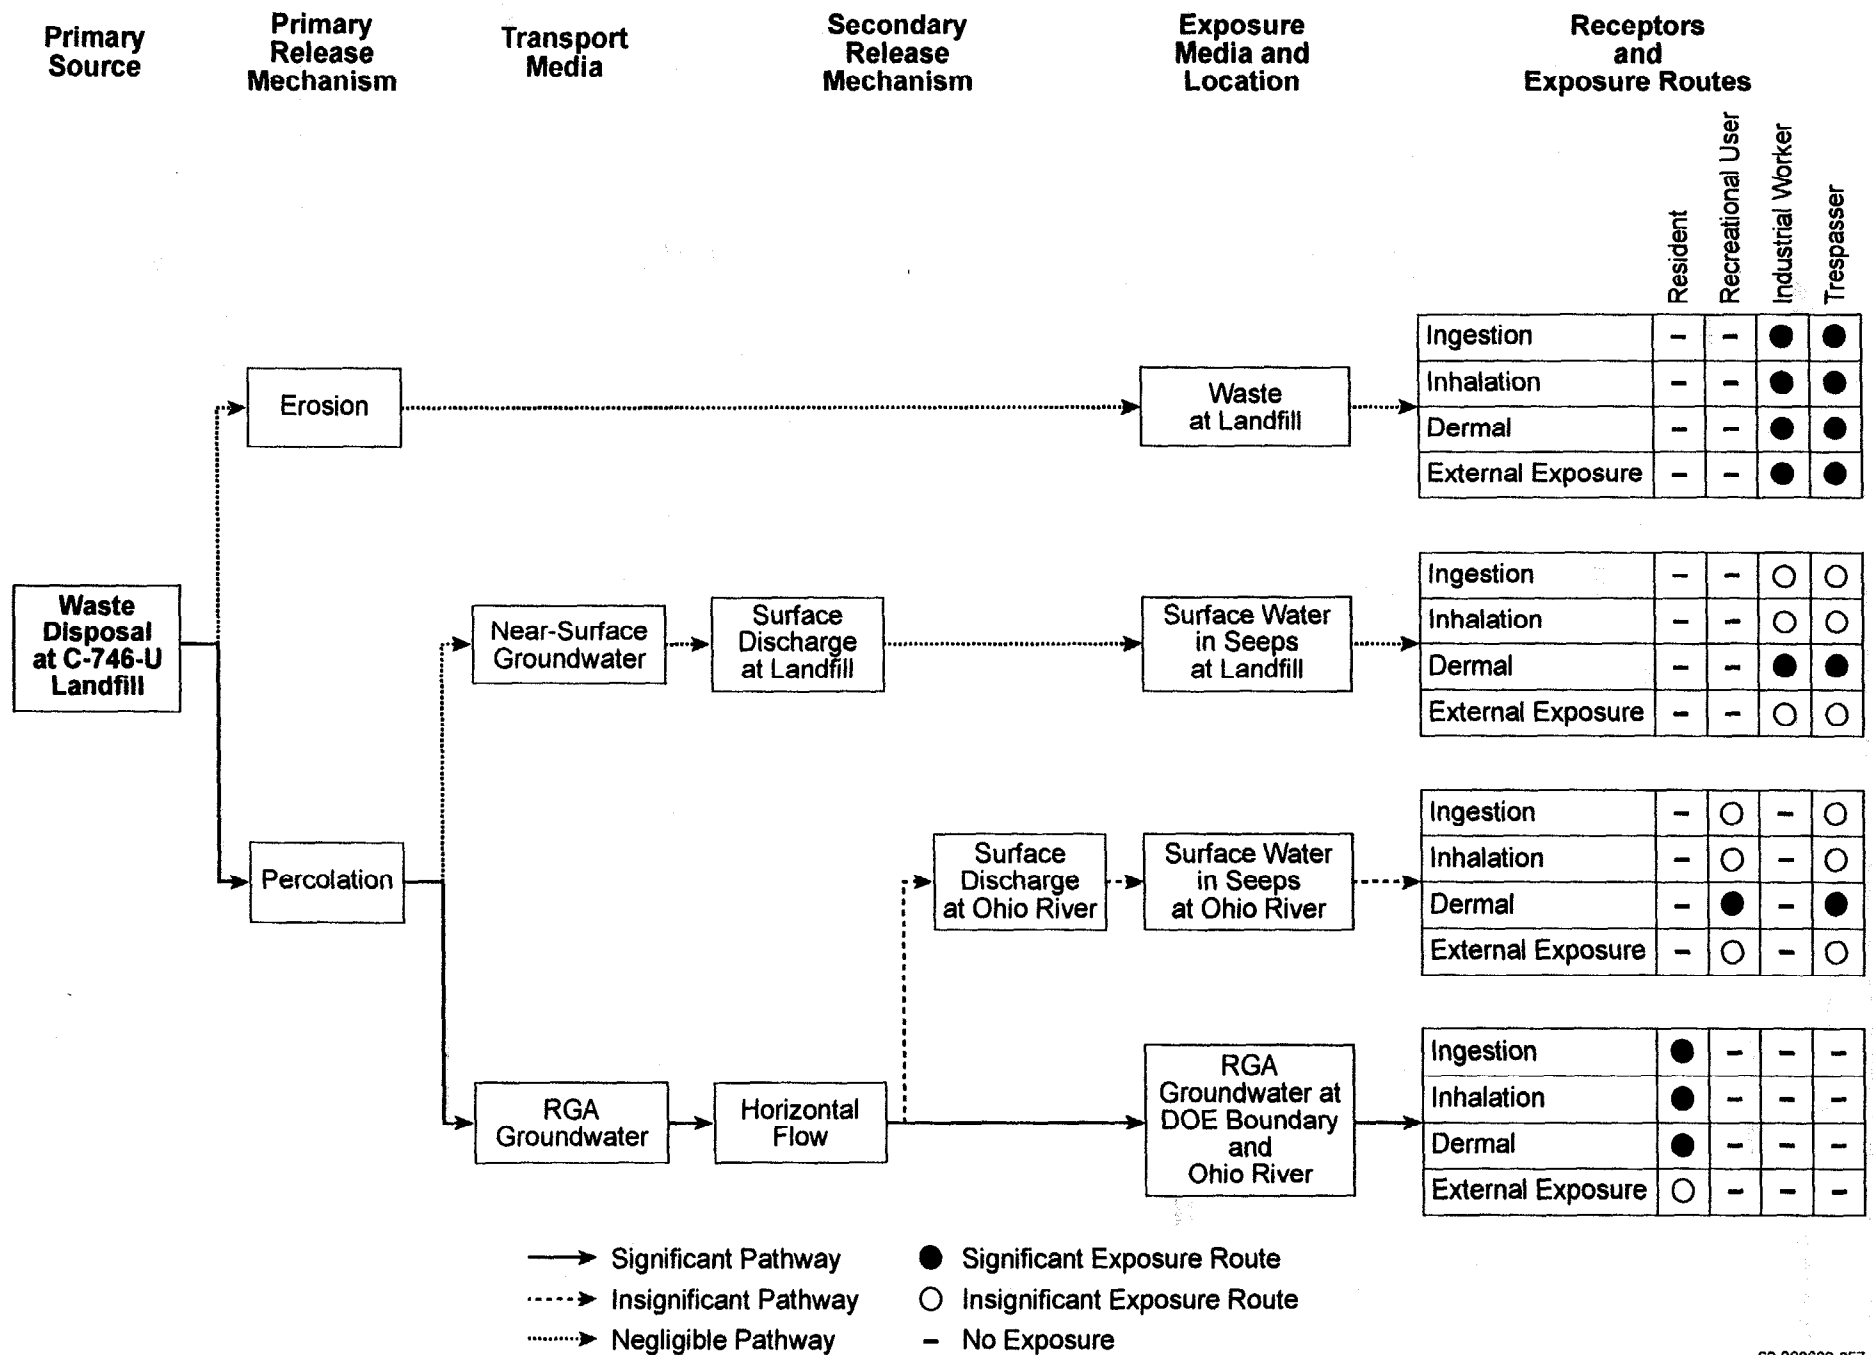 Primary
Source
Primary
Release
Mechanism
Transport
Media
Secondary
Release
Mechanism
Exposure
Media and
Location
Receptors
and
Exposure Routes
Resident
Recreational User
Industrial Worker
Trespasser
Erosion
Waste
at Landfill
Ingestion - -
Inhalation - -
Dermal - -
External Exposure - -
Waste
Disposal
at C-746-U
Landfill
Near-Surface
Groundwater
Surface
Discharge
at Landfill
Surface Water
in Seeps
at Landfill
Ingestion - -
Inhalation - -
Dermal - -
External Exposure - -
Percolation
Surface
Discharge
at Ohio River
Surface Water
in Seeps
at Ohio River
Ingestion - -
Inhalation - -
Dermal - -
External Exposure - -
RGA
Groundwater
Horizontal
Flow
RGA
Groundwater at
DOE Boundary
and
Ohio River
Ingestion - - -
Inhalation - - -
Dermal - - -
External Exposure - - -
Significant Pathway
Insignificant Pathway
Negligible Pathway
Significant Exposure Route
Insignificant Exposure Route
- No Exposure